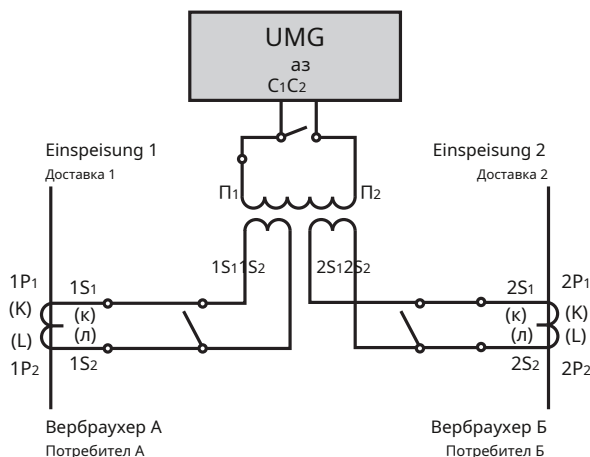 UMG
аз
C1C2
Einspeisung 1
Доставка 1
Einspeisung 2
Доставка 2
П1
П2
1S1 1S2
2S1 2S2
1P1
1S1
(K)
(к)
(L)
(л)
1P2
1S2
2S1
2P1
(к)
(K)
(л)
(L)
2S2
2P2
Вербраухер А
Потребител А
Вербраухер Б
Потребител Б